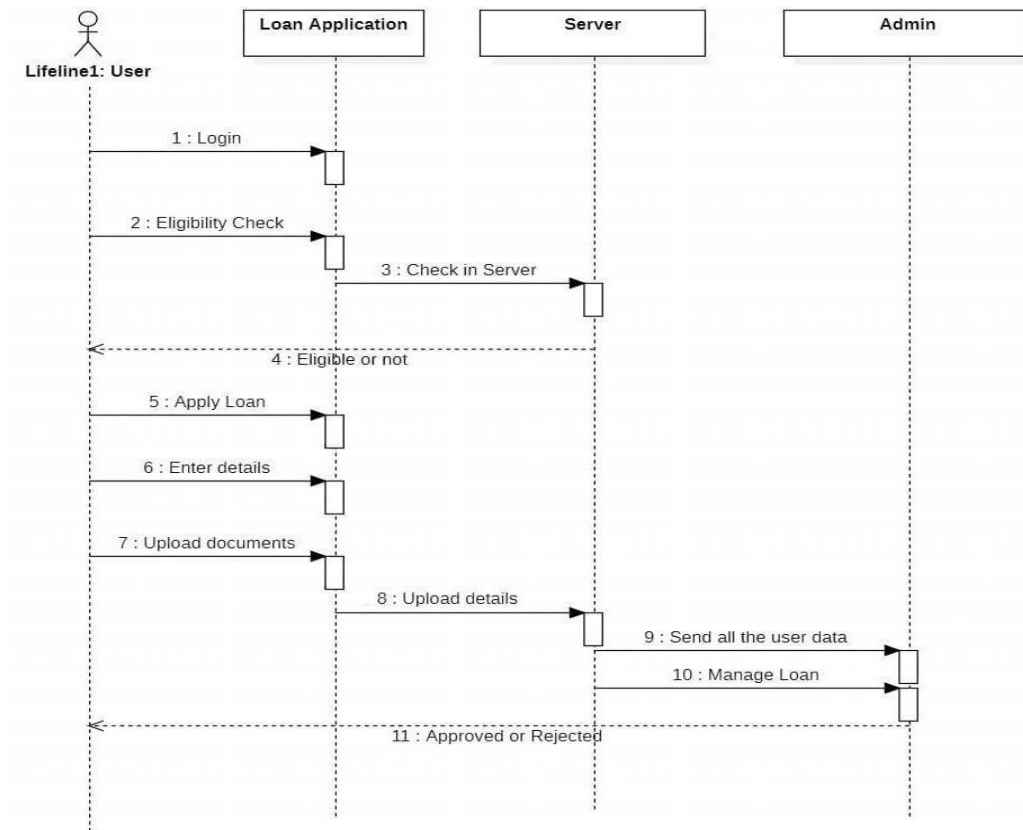 Loan Application
Server
Admin
Lifeline1: User
1 : Login
2 : Eligibility Check
3 : Check in Server
4 : Eligible or not
5 : Apply Loan
6 : Enter details
7 : Upload documents
8 : Upload details
9 : Send all the user data
10 : Manage Loan
11 : Approved or Rejected